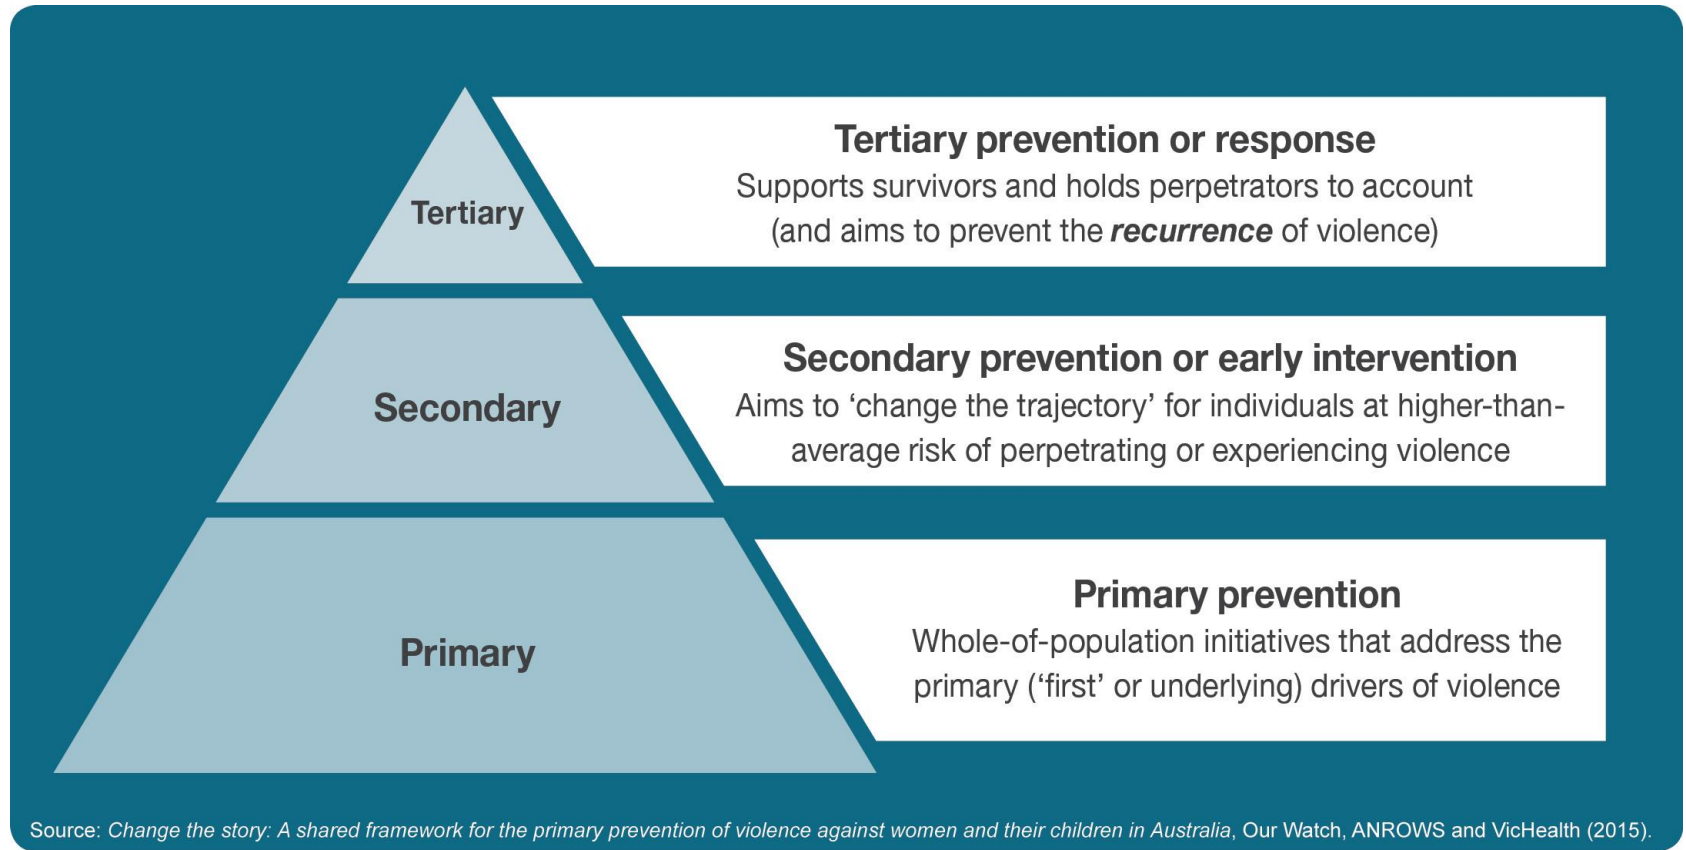 Tertiary
Tertiary prevention or response
Supports survivors and holds perpetrators to account
(and aims to prevent the recurrence of violence)
Secondary
Secondary prevention or early intervention
Aims to ‘change the trajectory’ for individuals at higher-than-
average risk of perpetrating or experiencing violence
Primary
Primary prevention
Whole-of-population initiatives that address the
primary (‘first’ or underlying) drivers of violence
Source: Change the story: A shared framework for the primary prevention of violence against women and their children in Australia, Our Watch, ANROWS and VicHealth (2015).